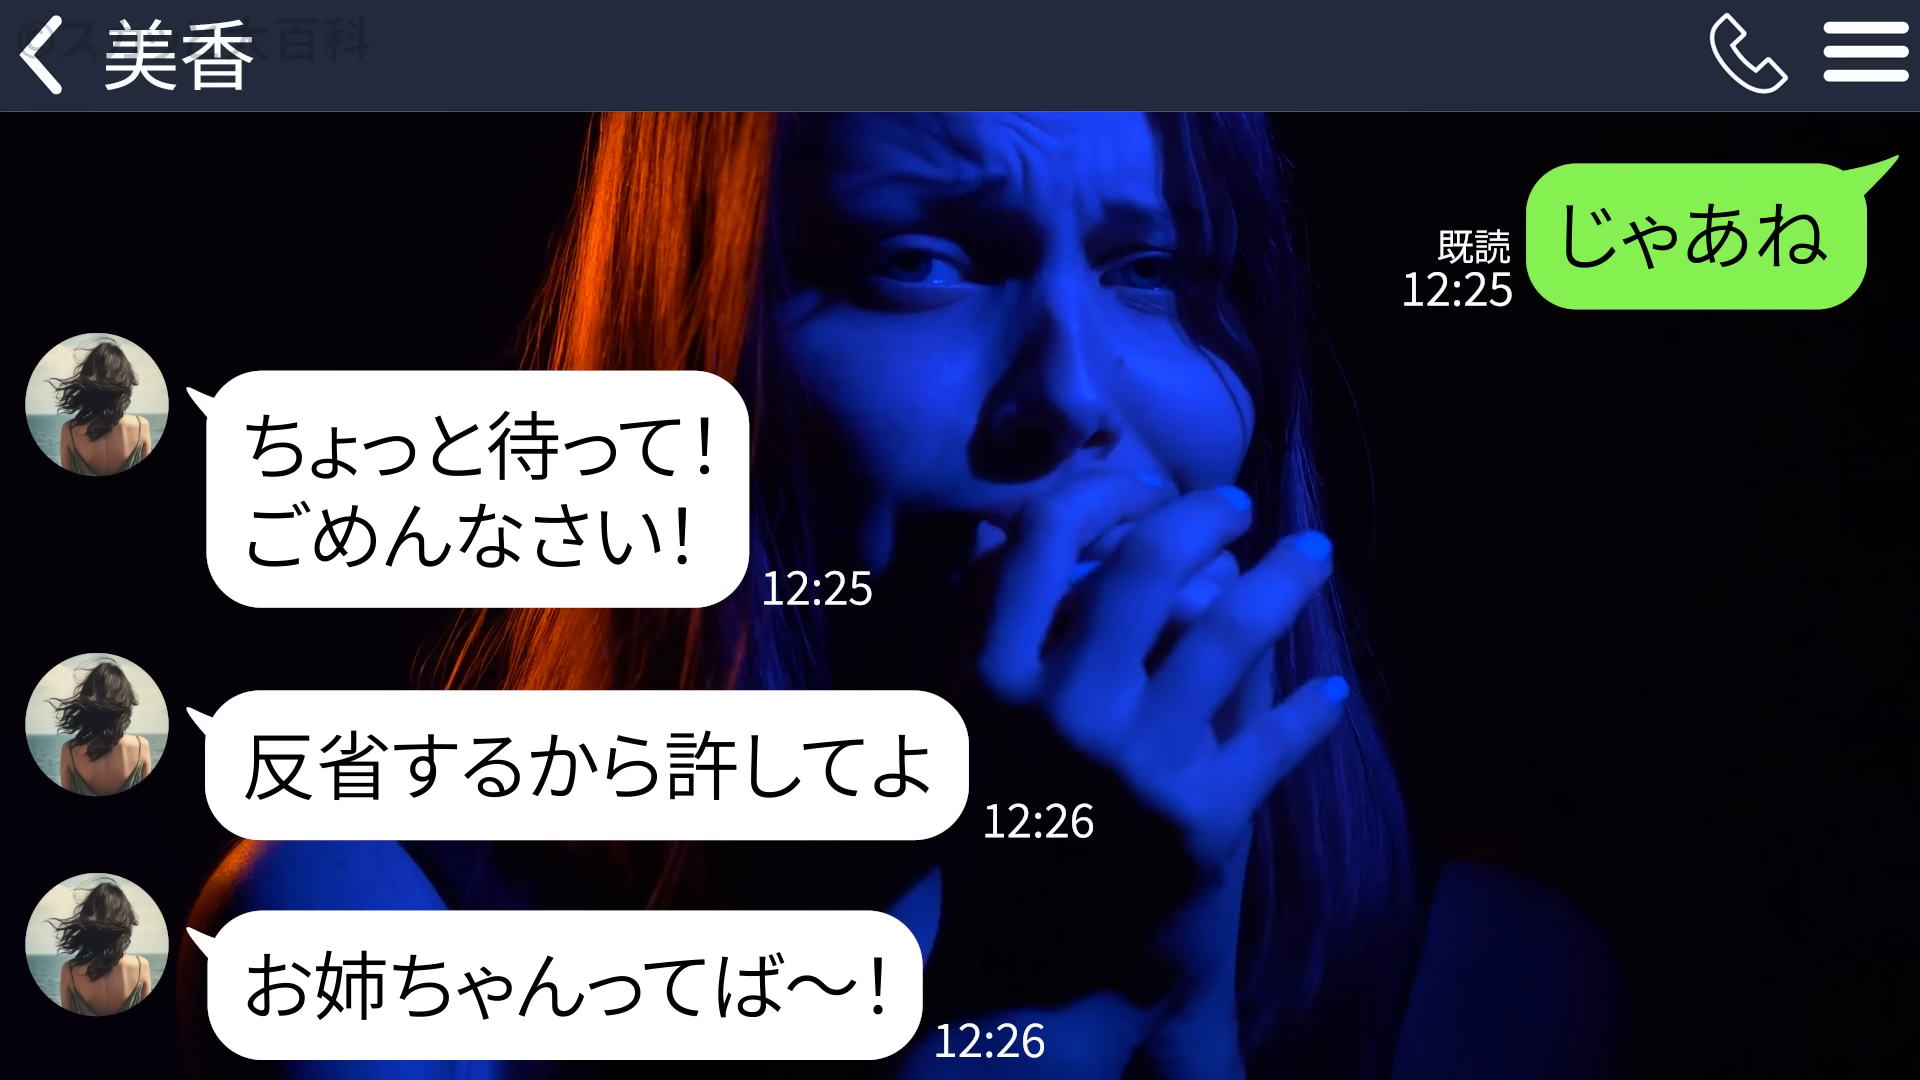 美香
じゃあね
既読
12:25
ちょっと待って！
ごめんなさい！
12:25
反省するから許してよ
12:26
お姉ちゃんってば～！
12:26